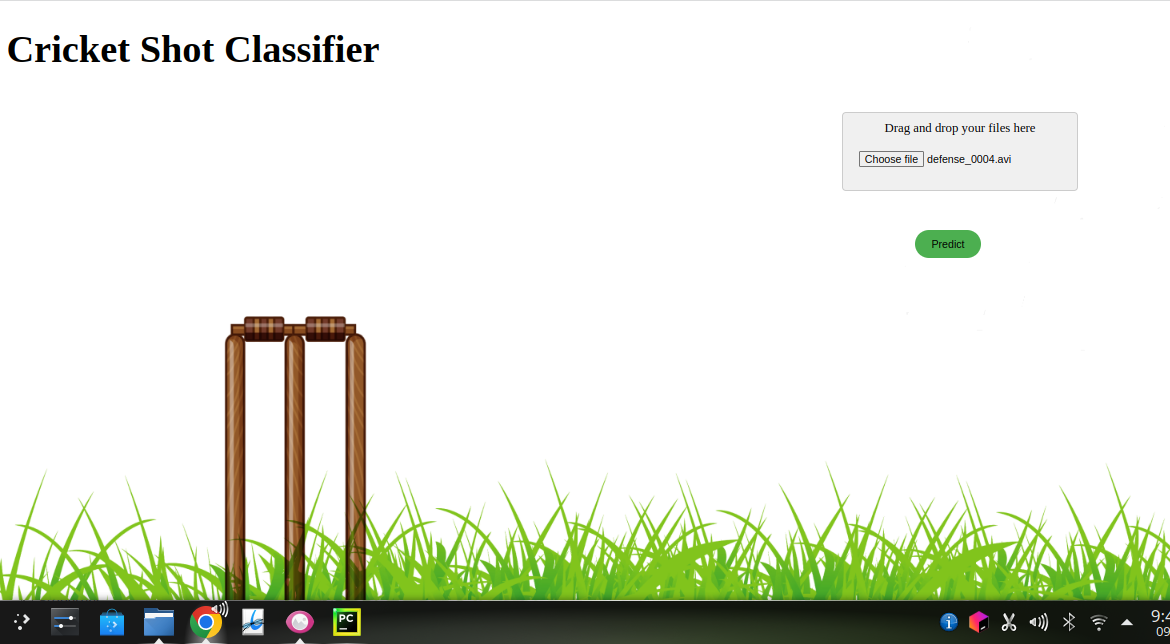 Cricket Shot Classifier
Drag and drop your files here
Choose file defense_0004.avi
Predict
PC